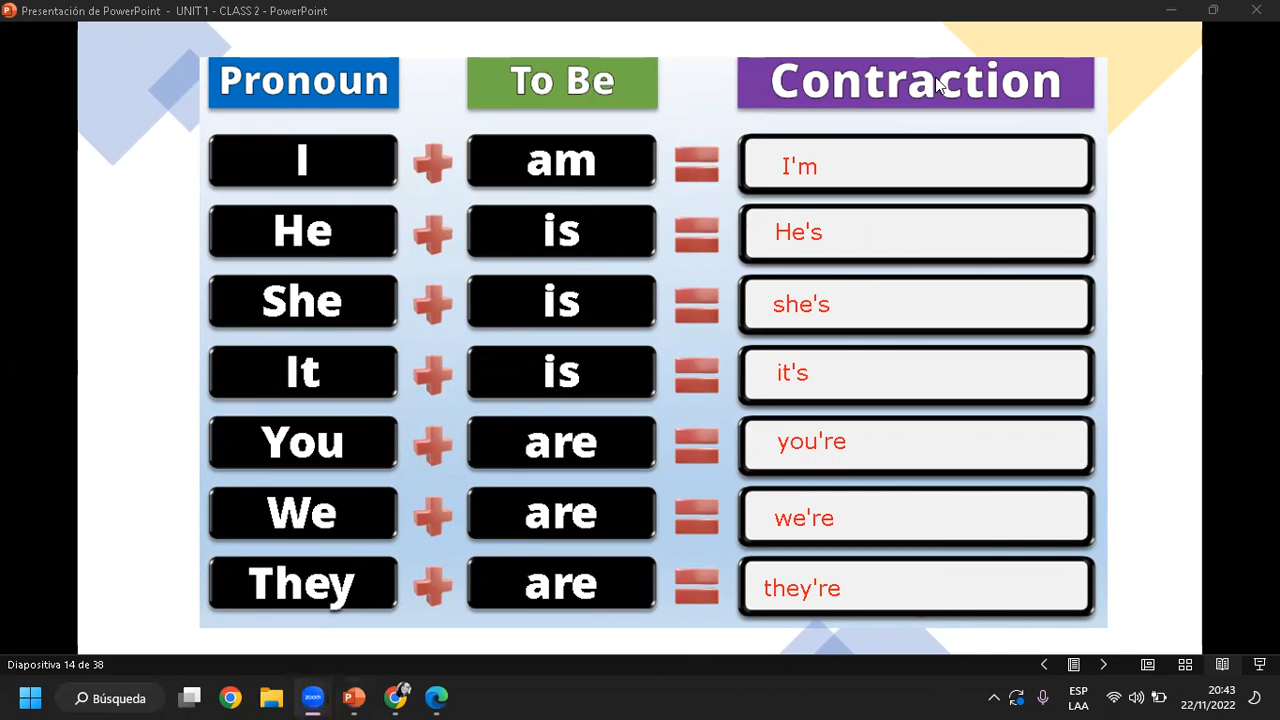 Presentación de PowerPoint - UNIT 1 - CLASS 2 - PowerPoint
Pronoun To Be Contraction
I + am = I'm
He + is = He's
She + is = she's
It + is = it's
You + are = you're
We + are = we're
They + are = they're
Diapositiva 14 de 38
Búsqueda zoom ESP 20:43
LAA 22/11/2022